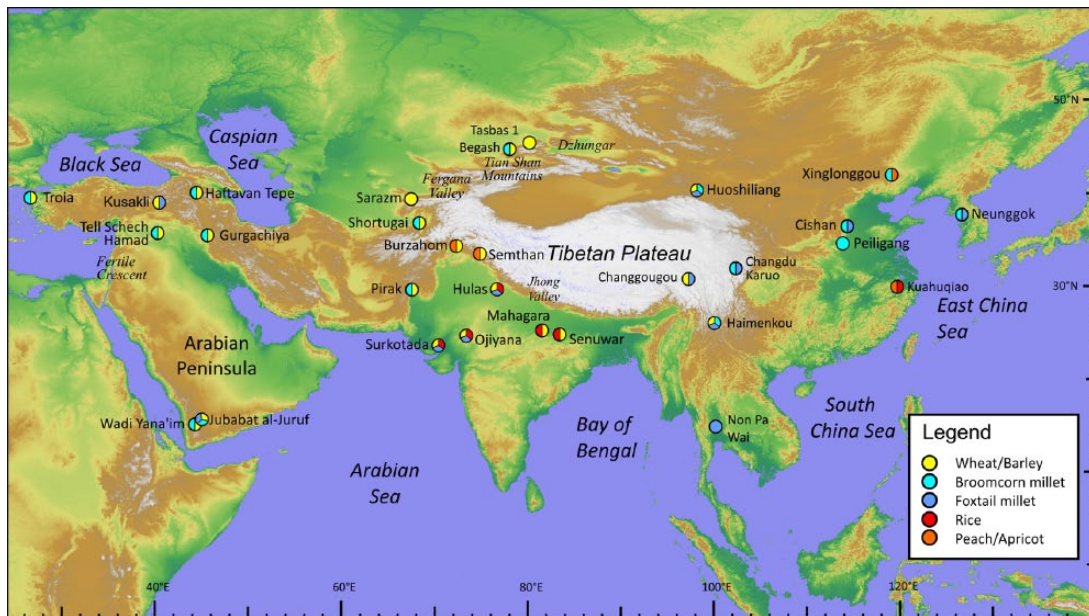 50°N
Caspian
Sea
Black Sea
Tasbas 1
Begash
Dzhungar
Tian Shan
Mountains
Fergana
Valley
Troia
Kusakli
Haftavan Tepe
Sarazm
Huoshiliang
Xinglonggou
Tell Schech
Hamad
Gurgachiya
Shortugai
Cishan
Neunggok
Burzahom
Semthan
Tibetan Plateau
Peiligang
Fertile
Crescent
Changdu
Karuo
Changgougou
Pirak
Hulas
Jhong
Valley
Kuahuqiao
30°N
East China
Sea
Mahagara
Haimenkou
Surkotada
Ojiyana
Senuwar
Arabian
Peninsula
Wadi Yana'im
Jubabat al-Juruf
Bay of
Bengal
Non Pa
Wai
South
China Sea
Arabian
Sea
Legend
Wheat/Barley
Broomcorn millet
Foxtail millet
Rice
Peach/Apricot
40°E
60°E
80°E
100°E
120°E